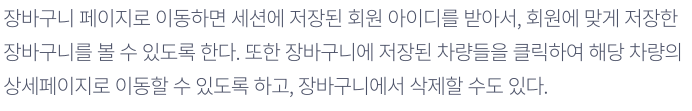 장바구니 페이지로 이동하면 세션에 저장된 회원 아이디를 받아서, 회원에 맞게 저장한
장바구니를 볼 수 있도록 한다. 또한 장바구니에 저장된 차량들을 클릭하여 해당 차량의
상세페이지로 이동할 수 있도록 하고, 장바구니에서 삭제할 수도 있다.